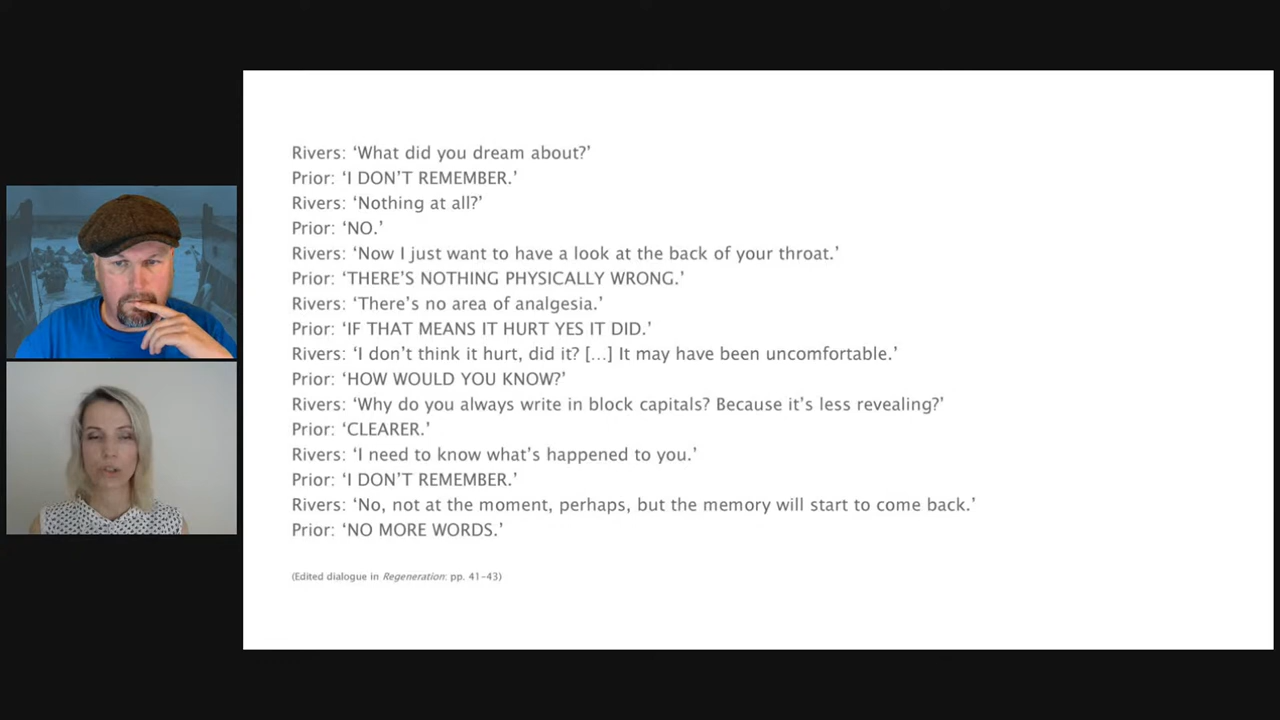 Rivers: ‘What did you dream about?’
Prior: ‘I DON’T REMEMBER.’
Rivers: ‘Nothing at all?’
Prior: ‘NO.’
Rivers: ‘Now I just want to have a look at the back of your throat.’
Prior: ‘THERE’S NOTHING PHYSICALLY WRONG.’
Rivers: ‘There’s no area of analgesia.’
Prior: ‘IF THAT MEANS IT HURT YES IT DID.’
Rivers: ‘I don’t think it hurt, did it? [...] It may have been uncomfortable.’
Prior: ‘HOW WOULD YOU KNOW?’
Rivers: ‘Why do you always write in block capitals? Because it’s less revealing?’
Prior: ‘CLEARER.’
Rivers: ‘I need to know what’s happened to you.’
Prior: ‘I DON’T REMEMBER.’
Rivers: ‘No, not at the moment, perhaps, but the memory will start to come back.’
Prior: ‘NO MORE WORDS.’
(Edited dialogue in Regeneration: pp. 41–43)